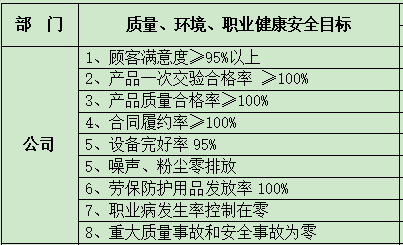 部 门 质量、环境、职业健康安全目标
公司
1、顾客满意度≥95%以上
2、产品一次交验合格率 ≥100%
3、产品质量合格率≥100%
4、合同履约率≥100%
5、设备完好率 95%
5、噪声、粉尘零排放
6、劳保防护用品发放率 100%
7、职业病发生率控制在零
8、重大质量事故和安全事故为零